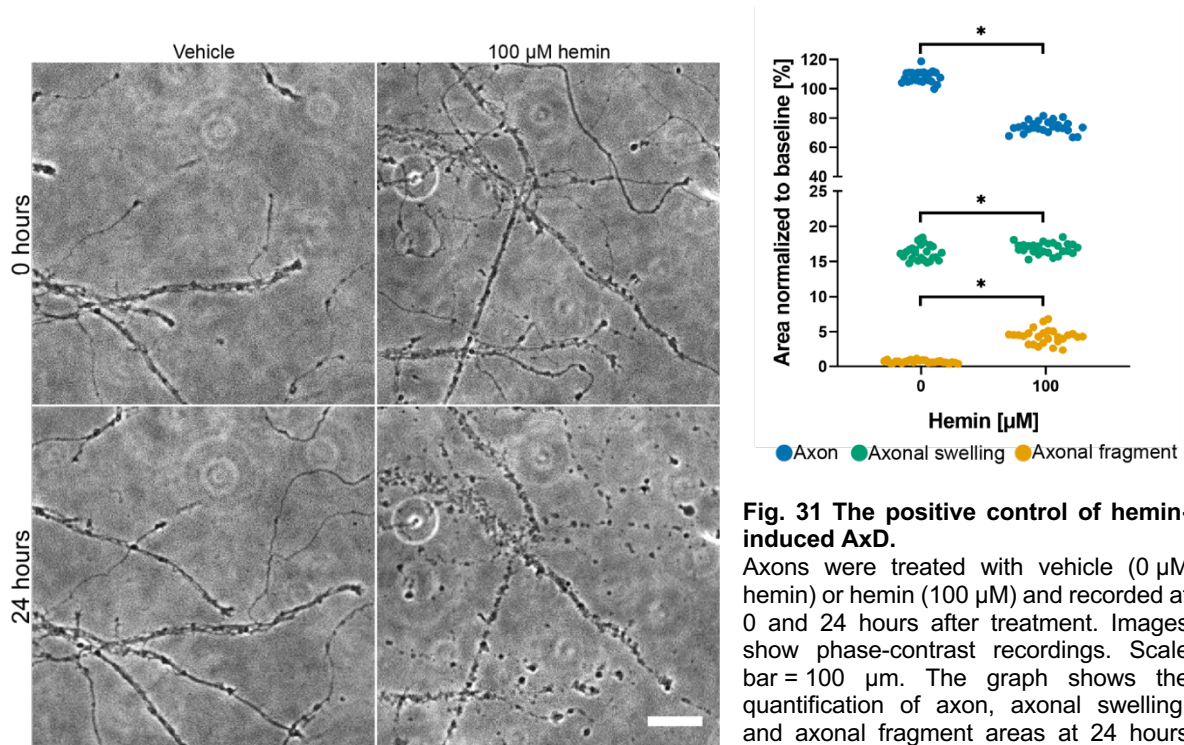 Vehicle
100 µM hemin
0 hours
24 hours
Area normalized to baseline [%]
120
100
80
60
40
25
20
15
10
5
0
*
*
*
0
100
Hemin [µM]
Axon Axonal swelling Axonal fragment
Fig. 31 The positive control of hemin-
induced AxD.
Axons were treated with vehicle (0 µM
hemin) or hemin (100 µM) and recorded at
0 and 24 hours after treatment. Images
show phase-contrast recordings. Scale
bar = 100 µm. The graph shows the
quantification of axon, axonal swelling
and axonal fragment areas at 24 hours